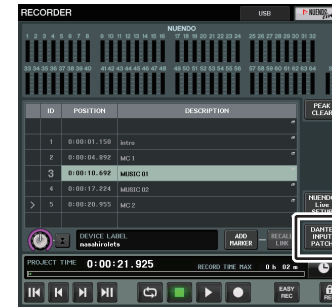 RECORDER
USB
NUENDO Live
NUENDO
1 2 3 4 5 6 7 8 9 10 11 12 13 14 15 16 17 18 19 20 21 22 23 24 25 26 27 28 29 30 31 32
33 34 35 36 37 38 39 40 41 42 43 44 45 46 47 48 49 50 51 52 53 54 55 56 57 58 59 60 61 62 63 64
PEAK CLEAR
ID POSITION DESCRIPTION
1 0:00:01.150 intro
2 0:00:04.892 MC 1
3 0:00:10.692 MUSIC 01
4 0:00:17.224 MUSIC 02
5 0:00:20.955 MC 2
NUENDO
Live
SETUP
DEVICE LABEL
masahirolets
ADD
MARKER
RECALL
LINK
DANTE
INPUT
PATCH
PROJECT TIME 0:00:21.925 RECORD TIME MAX 0 h 02 m
EASY
REC